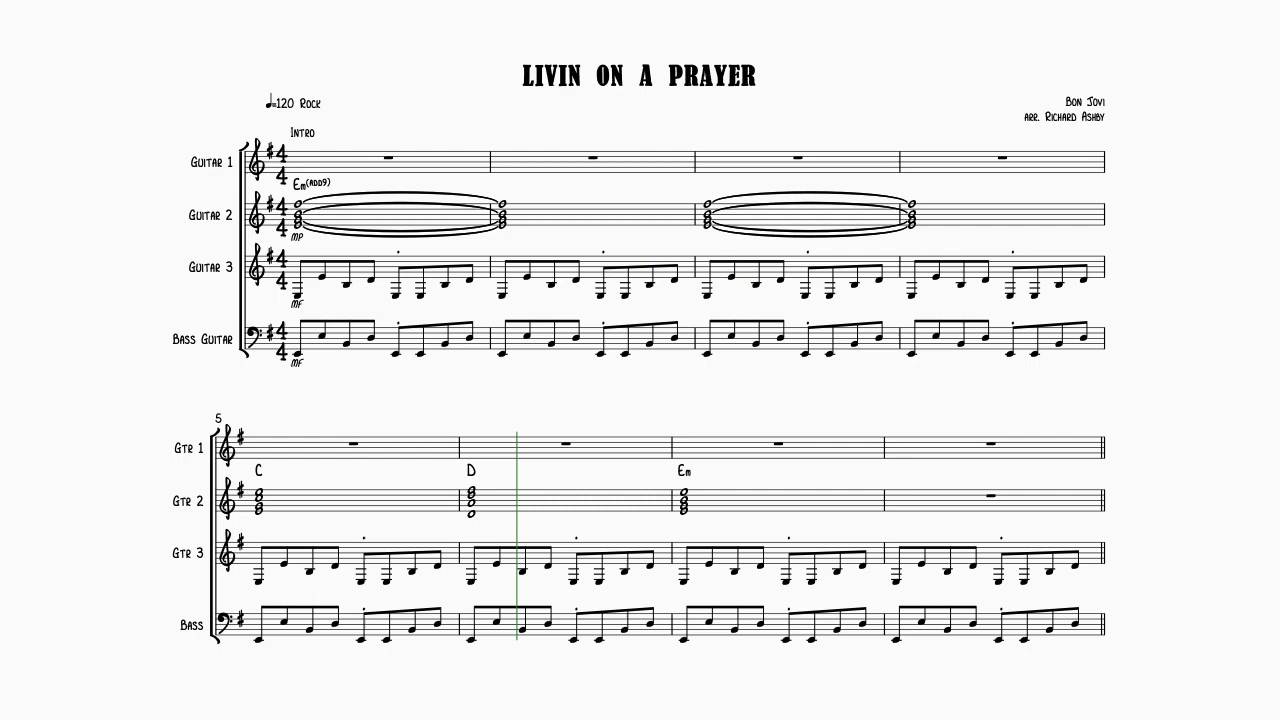 LIVIN ON A PRAYER
♩=120 Rock
Bon Jovi
arr. Richard Ashby
Intro
Guitar 1
Em(add9)
Guitar 2
mp
Guitar 3
mf
Bass Guitar
mf
5
Gtr 1
C D Em
Gtr 2
Gtr 3
Bass